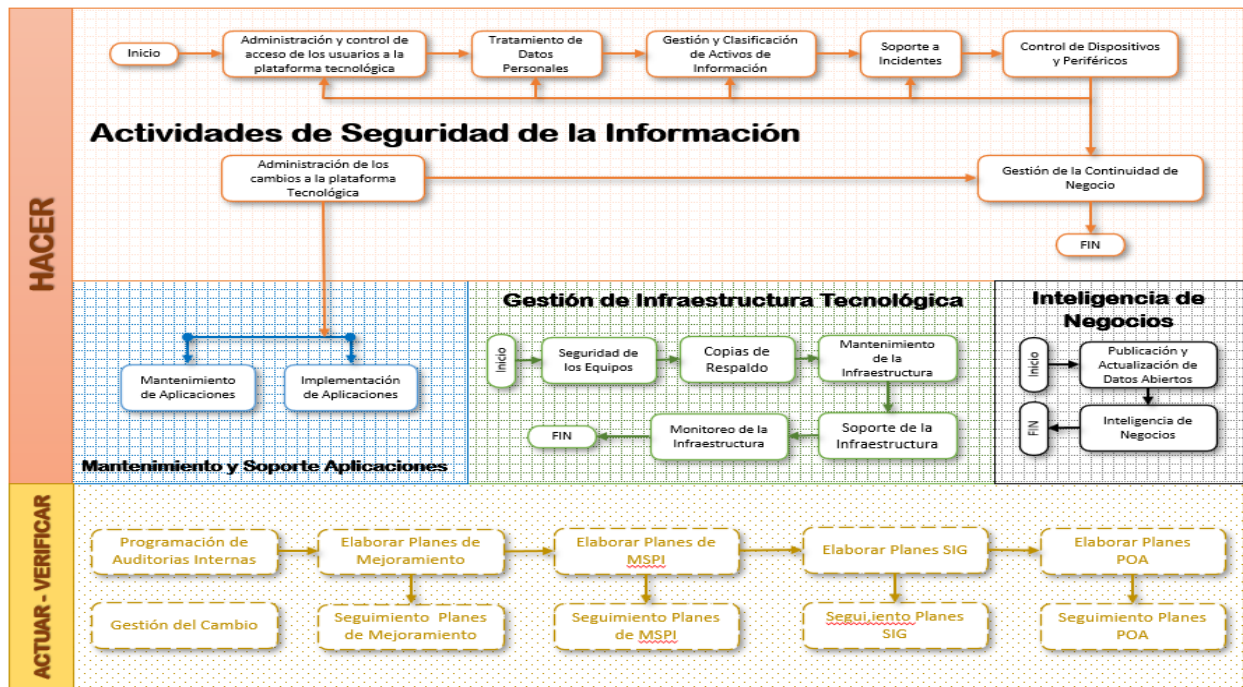 HACER
Inicio
Administración y control de
acceso de los usuarios a la
plataforma tecnológica
Tratamiento de
Datos
Personales
Gestión y Clasificación
de Activos de
Información
Soporte a
Incidentes
Control de Dispositivos
y Periféricos
Actividades de Seguridad de la Información
Administración de los
cambios a la plataforma
Tecnológica
Gestión de la Continuidad de
Negocio
FIN
Mantenimiento
de Aplicaciones
Implementación
de Aplicaciones
Mantenimiento y Soporte Aplicaciones
Gestión de Infraestructura Tecnológica
Inicio
Seguridad de
los Equipos
Copias de
Respaldo
Mantenimiento
de la
Infraestructura
FIN
Monitoreo de la
Infraestructura
Soporte de la
Infraestructura
Inteligencia de
Negocios
Inicio
Publicación y
Actualización de
Datos Abiertos
FIN
Inteligencia de
Negocios
ACTUAR - VERIFICAR
Programación de
Auditorias Internas
Elaborar Planes de
Mejoramiento
Elaborar Planes de
MSPI
Elaborar Planes SIG
Elaborar Planes
POA
Gestión del Cambio
Seguimiento Planes
de Mejoramiento
Seguimiento Planes
de MSPI
Segui,iento Planes
SIG
Seguimiento Planes
POA